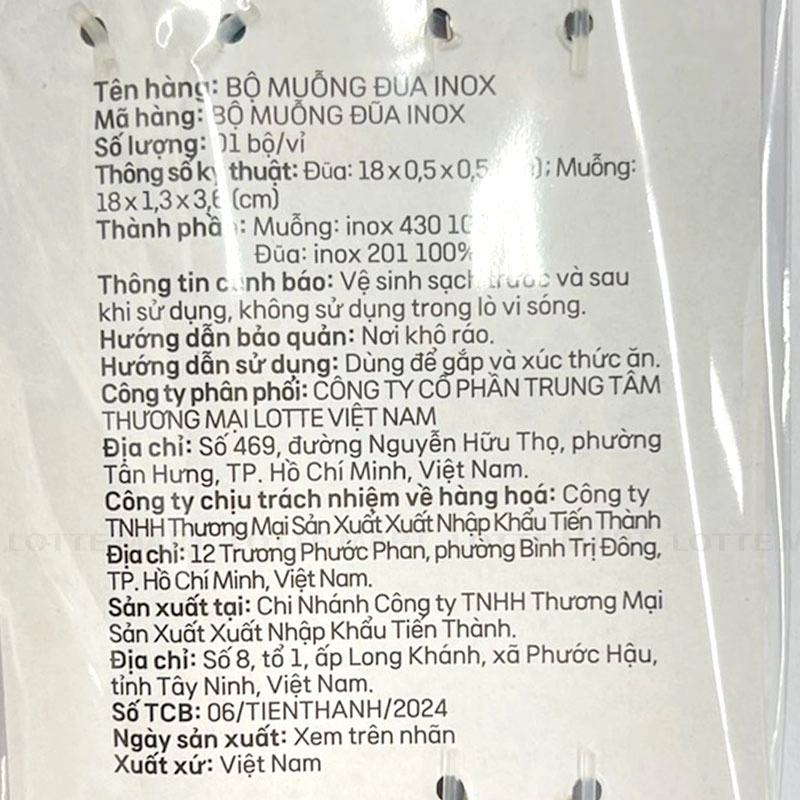 Tên hàng: BỘ MUỖNG ĐŨA INOX
Mã hàng: BỘ MUỖNG ĐŨA INOX
Số lượng: 01 bộ/vỉ
Thông số kỹ thuật: Đũa: 18 x 0,5 x 0,5 ; Muỗng:
18 x 1,3 x 3,6 (cm)
Thành phần: Muỗng: inox 430
Đũa: inox 201 100%
Thông tin cảnh báo: Vệ sinh sạch trước và sau
khi sử dụng, không sử dụng trong lò vi sóng.
Hướng dẫn bảo quản: Nơi khô ráo.
Hướng dẫn sử dụng: Dùng để gắp và xúc thức ăn.
Công ty phân phối: CÔNG TY CỔ PHẦN TRUNG TÂM
THƯƠNG MẠI LOTTE VIỆT NAM
Địa chỉ: Số 469, đường Nguyễn Hữu Thọ, phường
Tân Hưng, TP. Hồ Chí Minh, Việt Nam.
Công ty chịu trách nhiệm về hàng hoá: Công ty
TNHH Thương Mại Sản Xuất Xuất Nhập Khẩu Tiến Thành
Địa chỉ: 12 Trương Phước Phan, phường Bình Trị Đông,
TP. Hồ Chí Minh, Việt Nam.
Sản xuất tại: Chi Nhánh Công ty TNHH Thương Mại
Sản Xuất Xuất Nhập Khẩu Tiến Thành.
Địa chỉ: Số 8, tổ 1, ấp Long Khánh, xã Phước Hậu,
tỉnh Tây Ninh, Việt Nam.
Số TCB: 06/TIENTHANH/2024
Ngày sản xuất: Xem trên nhãn
Xuất xứ: Việt Nam